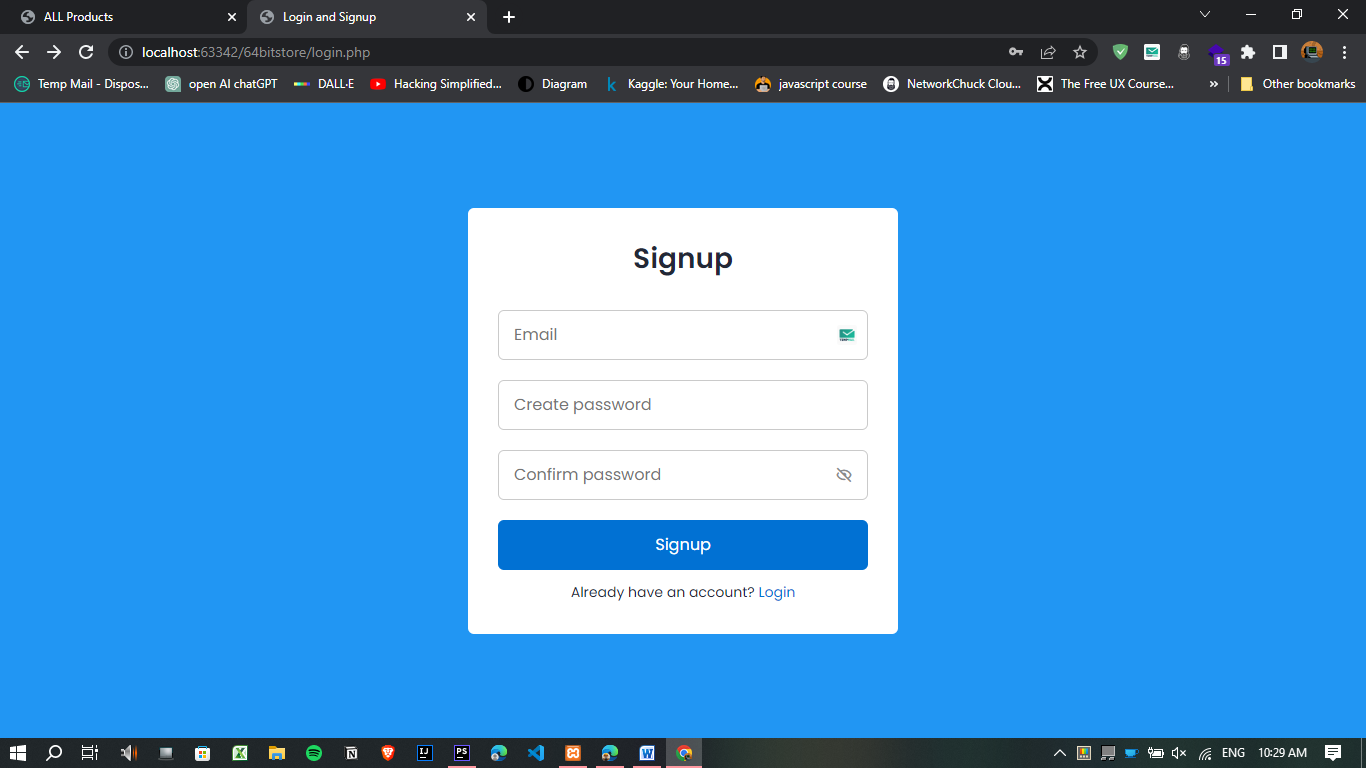 ALL Products
Login and Signup
localhost:63342/64bitstore/login.php
15
Temp Mail - Dispos...
open AI chatGPT
DALL·E
Hacking Simplified...
Diagram
Kaggle: Your Home...
javascript course
NetworkChuck Clou...
The Free UX Course...
»
Other bookmarks
Signup
Email
Create password
Confirm password
Signup
Already have an account? Login
ENG
10:29 AM